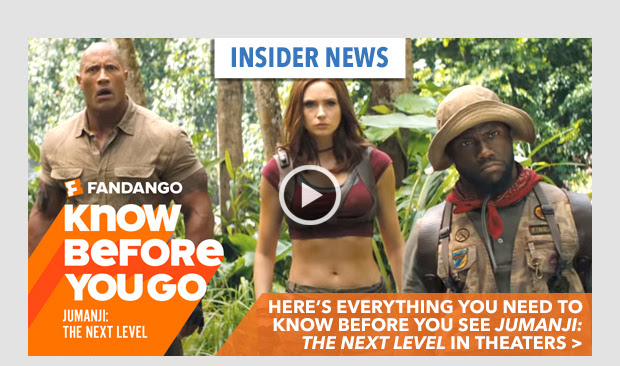 INSIDER NEWS
FANDANGO
KNOW
BEFORE
YOU GO
JUMANJI:
THE NEXT LEVEL
HERE'S EVERYTHING YOU NEED TO
KNOW BEFORE YOU SEE JUMANJI:
THE NEXT LEVEL IN THEATERS >